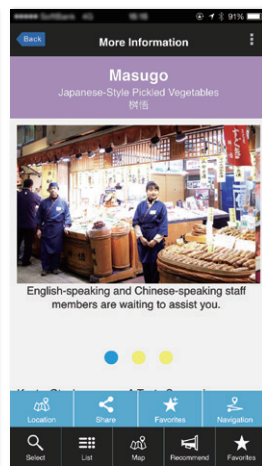 91%
Back
More Information
Masugo
Japanese-Style Pickled Vegetables
桝悟
English-speaking and Chinese-speaking staff
members are waiting to assist you.
Location
Share
Favorites
Navigation
Select
List
Map
Recommend
Favorites